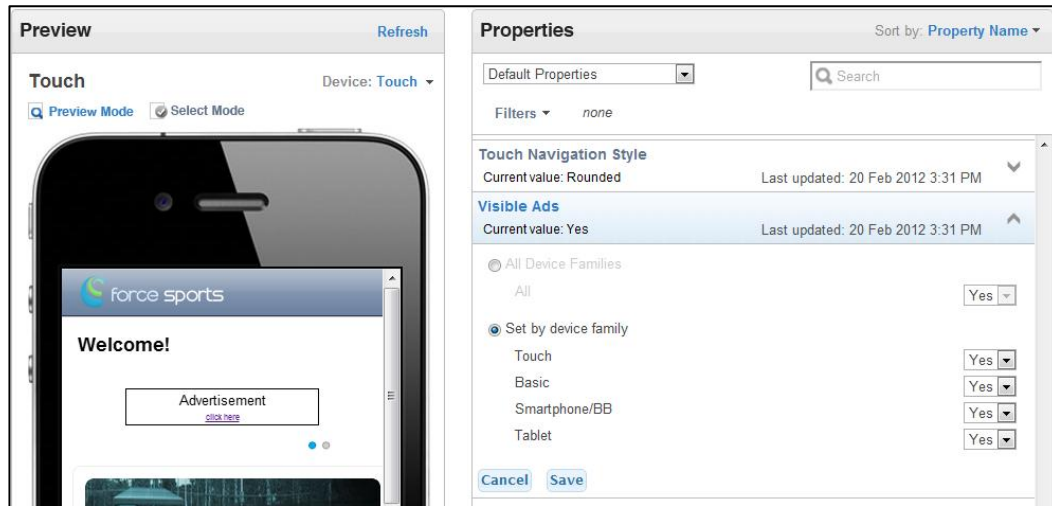 Preview
Refresh
Touch
Device: Touch
Preview Mode
Select Mode
force sports
Welcome!
Advertisement
click here
Properties
Sort by: Property Name
Default Properties
Search
Filters
none
Touch Navigation Style
Current value: Rounded
Last updated: 20 Feb 2012 3:31 PM
Visible Ads
Current value: Yes
Last updated: 20 Feb 2012 3:31 PM
All Device Families
All
Yes
Set by device family
Touch
Yes
Basic
Yes
Smartphone/BB
Yes
Tablet
Yes
Cancel
Save